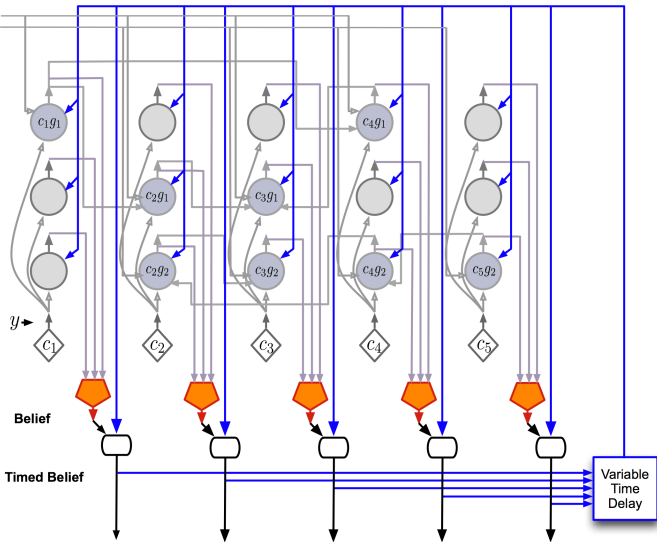 c₁g₁
c₄g₁
c₂g₁
c₃g₁
c₂g₂
c₃g₂
c₄g₂
c₅g₂
y
c₁
c₂
c₃
c₄
c₅
Belief
Timed Belief
Variable
Time
Delay